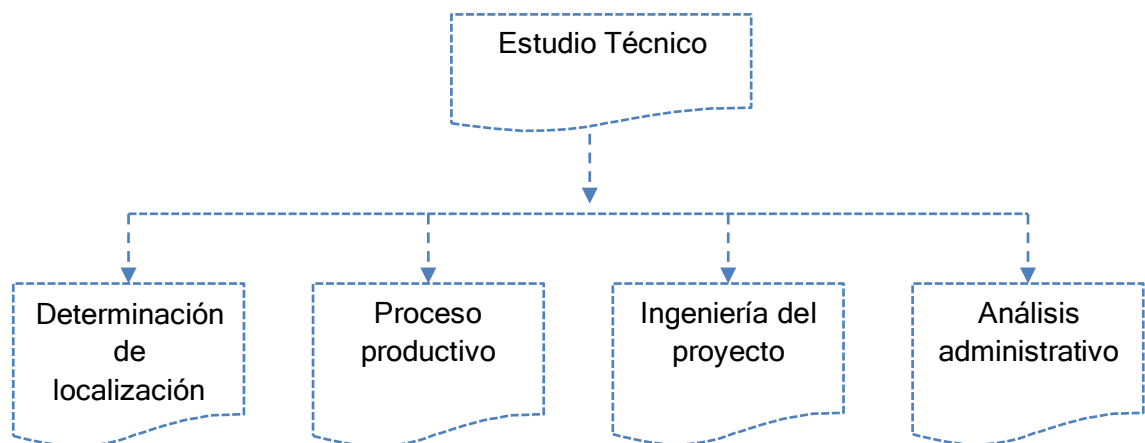 Estudio Técnico
Determinación
de
localización
Proceso
productivo
Ingeniería del
proyecto
Análisis
administrativo